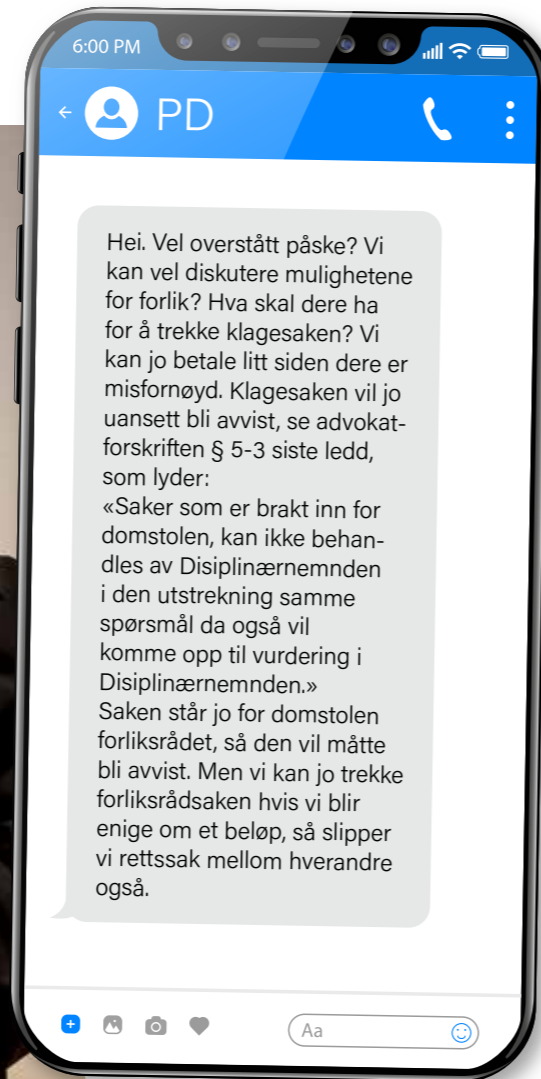 6:00 PM
PD
Hei. Vel overstått påske? Vi
kan vel diskutere mulighetene
for forlik? Hva skal dere ha
for å trekke klagesaken? Vi
kan jo betale litt siden dere er
misfornøyd. Klagesaken vil jo
uansett bli avvist, se advokat-
forskriften § 5-3 siste ledd,
som lyder:
«Saker som er brakt inn for
domstolen, kan ikke behan-
dles av Disiplinærnemnden
i den utstrekning samme
spørsmål da også vil
komme opp til vurdering i
Disiplinærnemnden.»
Saken står jo for domstolen
forliksrådet, så den vil måtte
bli avvist. Men vi kan jo trekke
forliksrådsaken hvis vi blir
enige om et beløp, så slipper
vi rettssak mellom hverandre
også.
Aa